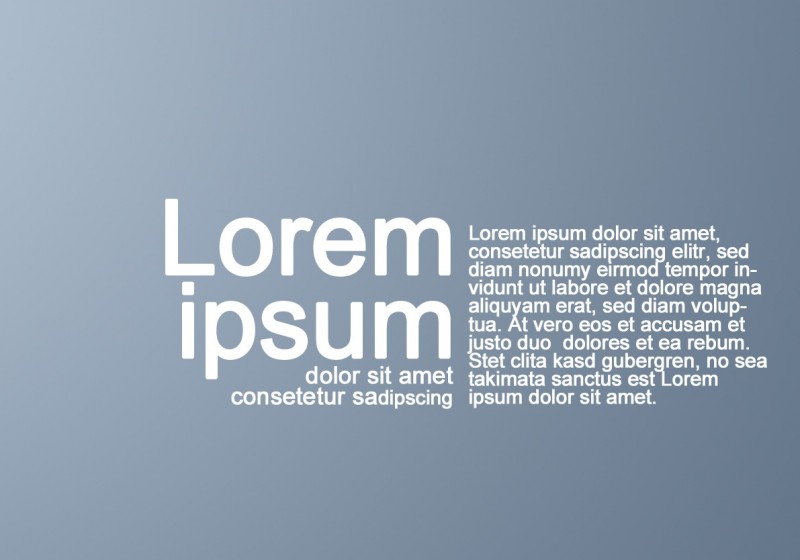 Lorem
ipsum
dolor sit amet
consetetur sadipscing
Lorem ipsum dolor sit amet,
consetetur sadipscing elitr, sed
diam nonumy eirmod tempor in-
vidunt ut labore et dolore magna
aliquyam erat, sed diam volup-
tua. At vero eos et accusam et
justo duo  dolores et ea rebum.
Stet clita kasd gubergren, no sea
takimata sanctus est Lorem
ipsum dolor sit amet.